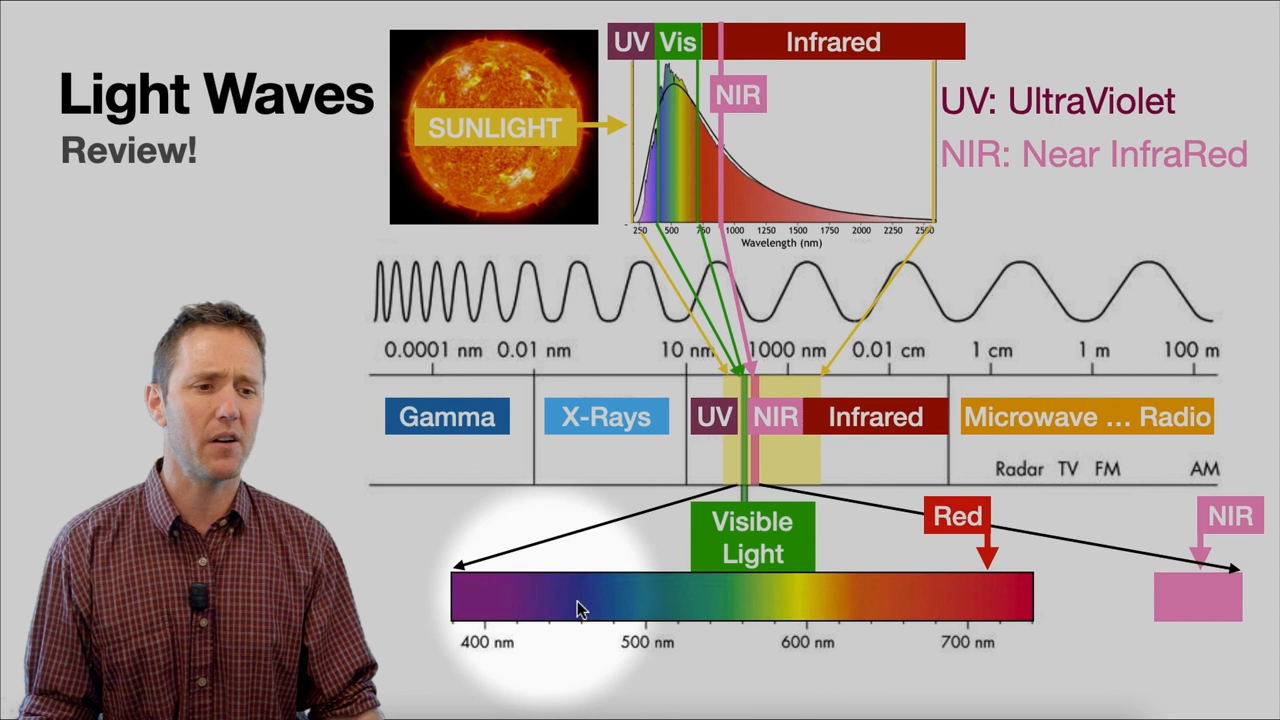 Light Waves
Review!
SUNLIGHT
UV Vis Infrared
NIR
250 500 750 1000 1250 1500 1750 2000 2250 2500
Wavelength (nm)
UV: UltraViolet
NIR: Near InfraRed
0.0001 nm 0.01 nm 10 nm 1000 nm 0.01 cm 1 cm 1 m 100 m
Gamma X-Rays UV NIR Infrared Microwave ... Radio
Radar TV FM AM
Visible
Light
Red
NIR
400 nm 500 nm 600 nm 700 nm